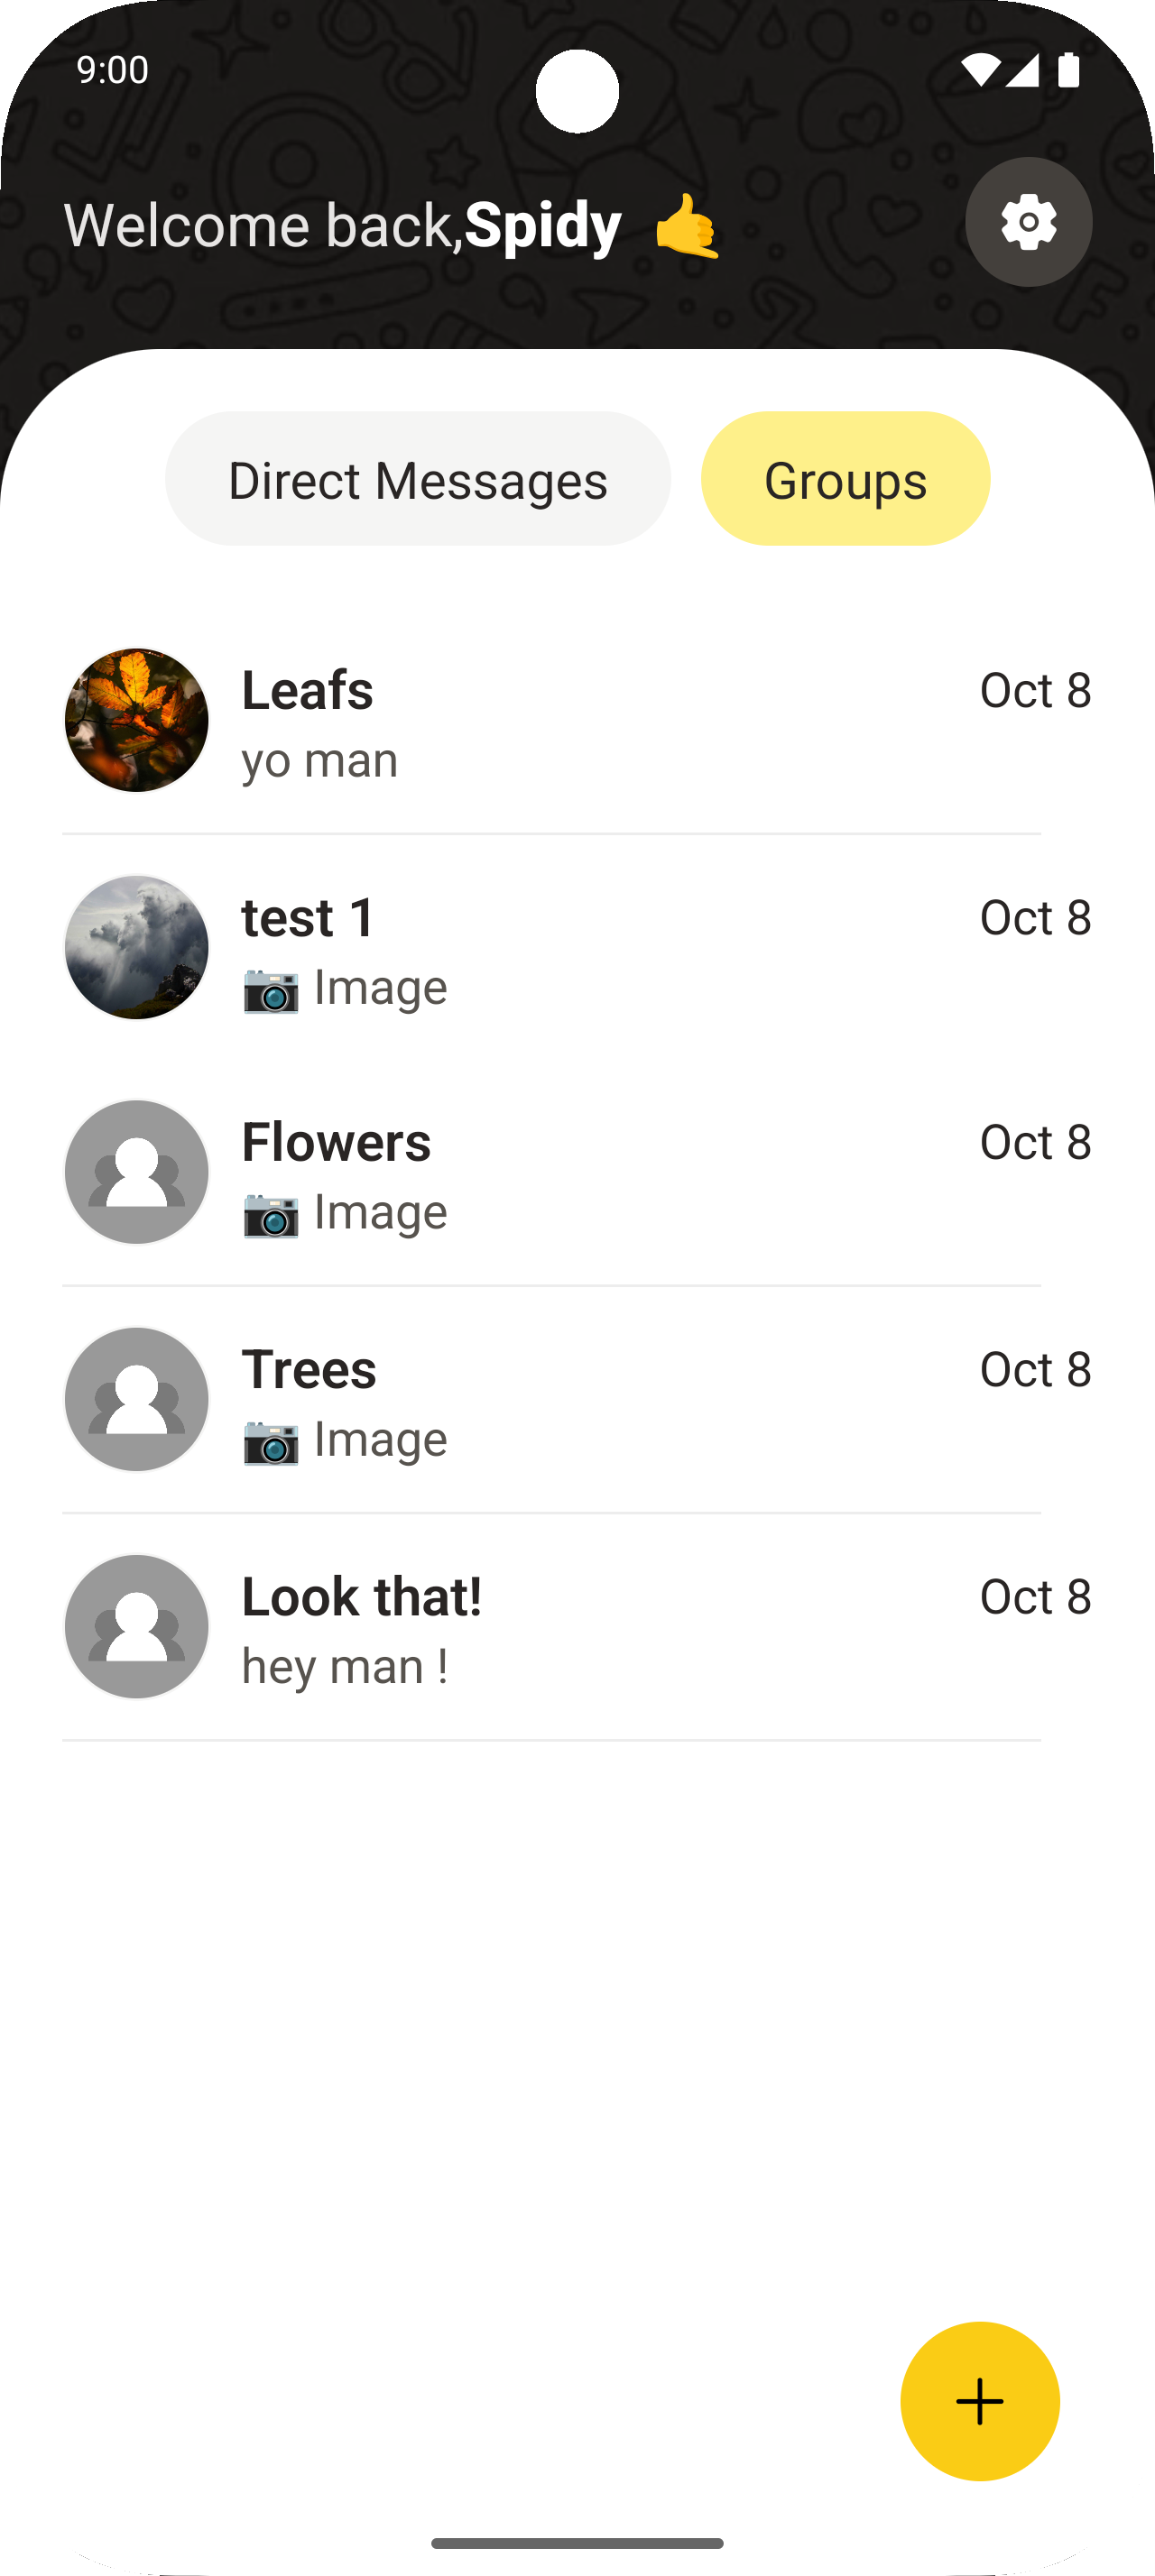 9:00
Welcome back,Spidy 🤙
Direct Messages
Groups
Leafs
Oct 8
yo man
test 1
Oct 8
📷 Image
Flowers
Oct 8
📷 Image
Trees
Oct 8
📷 Image
Look that!
Oct 8
hey man !